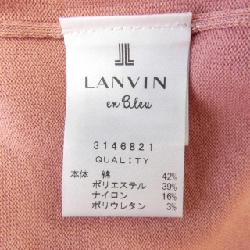 LANVIN
en Bleu
3146821
QUALITY
本体 綿 42%
ポリエステル 39%
ナイロン 16%
ポリウレタン 3%